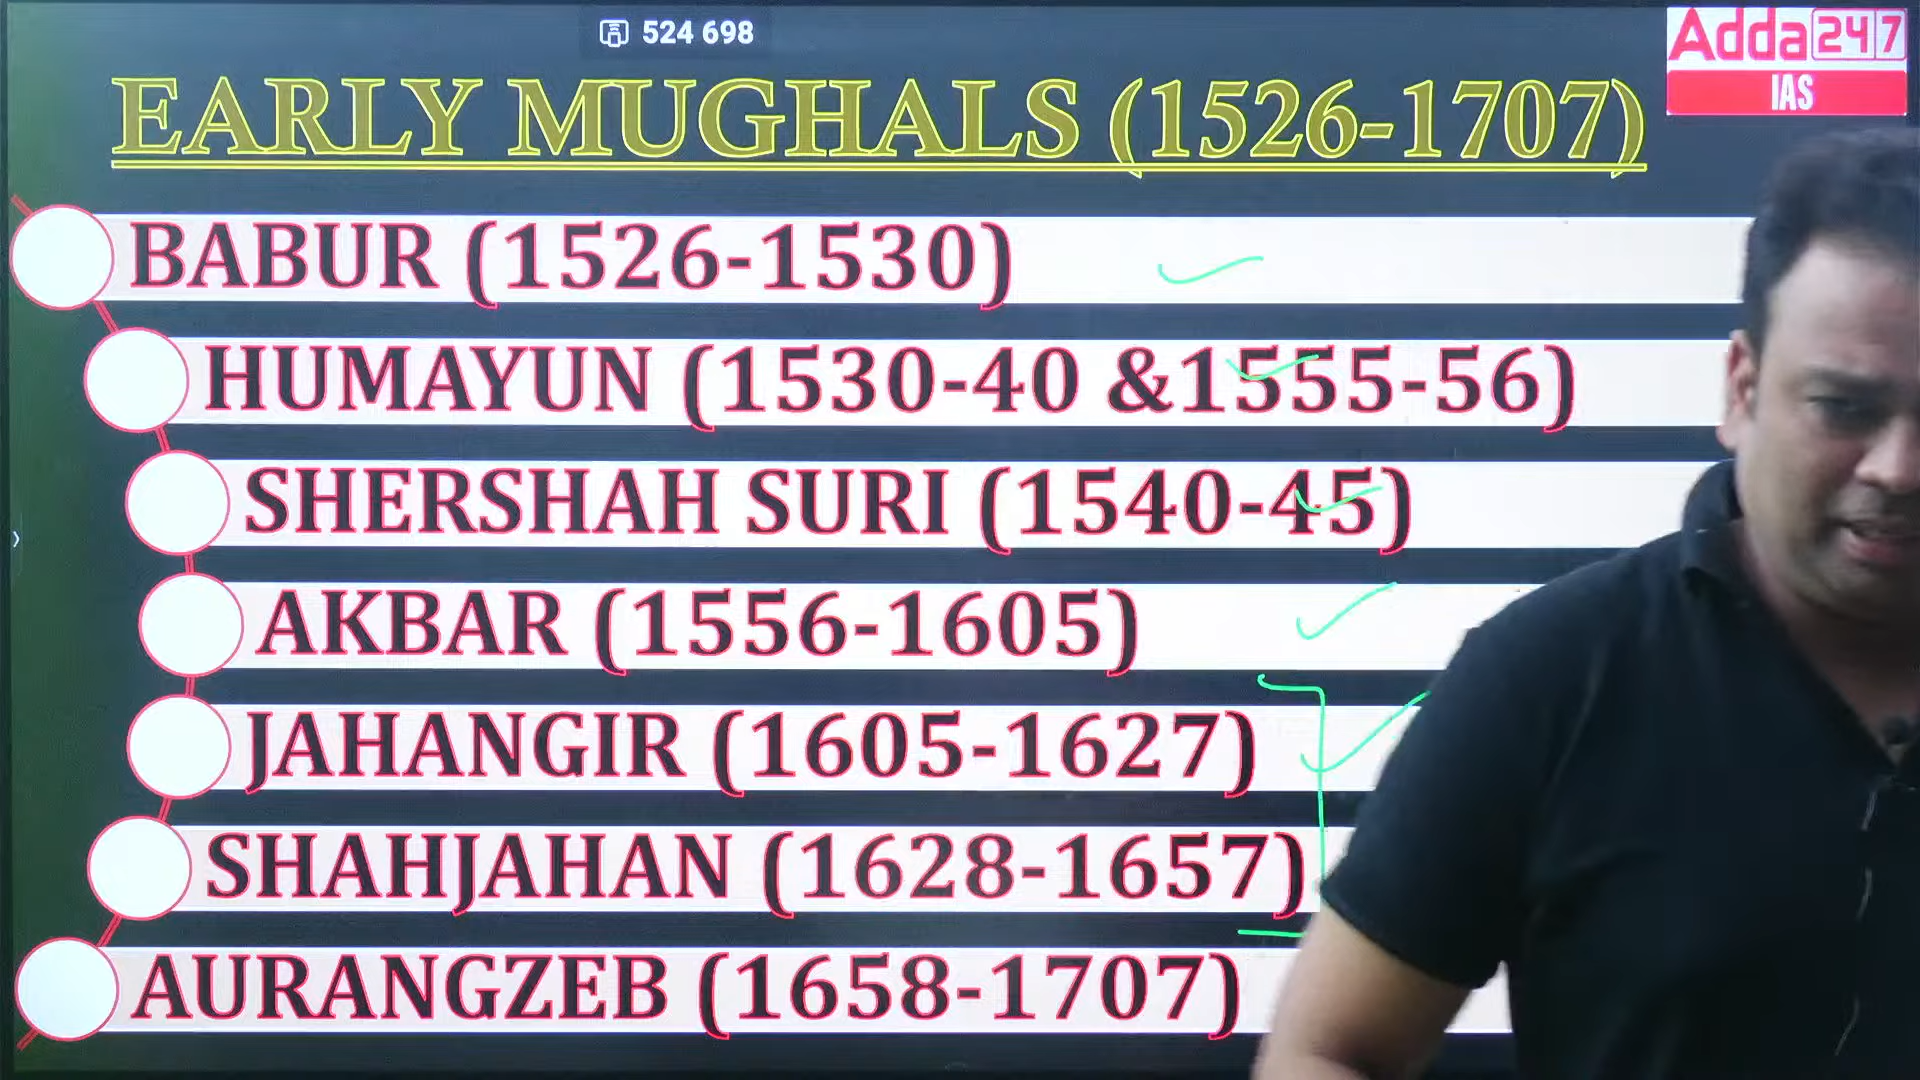 524 698
Adda247
IAS
EARLY MUGHALS (1526-1707)
BABUR (1526-1530)
HUMAYUN (1530-40 &1555-56)
SHERSHAH SURI (1540-45)
AKBAR (1556-1605)
JAHANGIR (1605-1627)
SHAHJAHAN (1628-1657)
AURANGZEB (1658-1707)